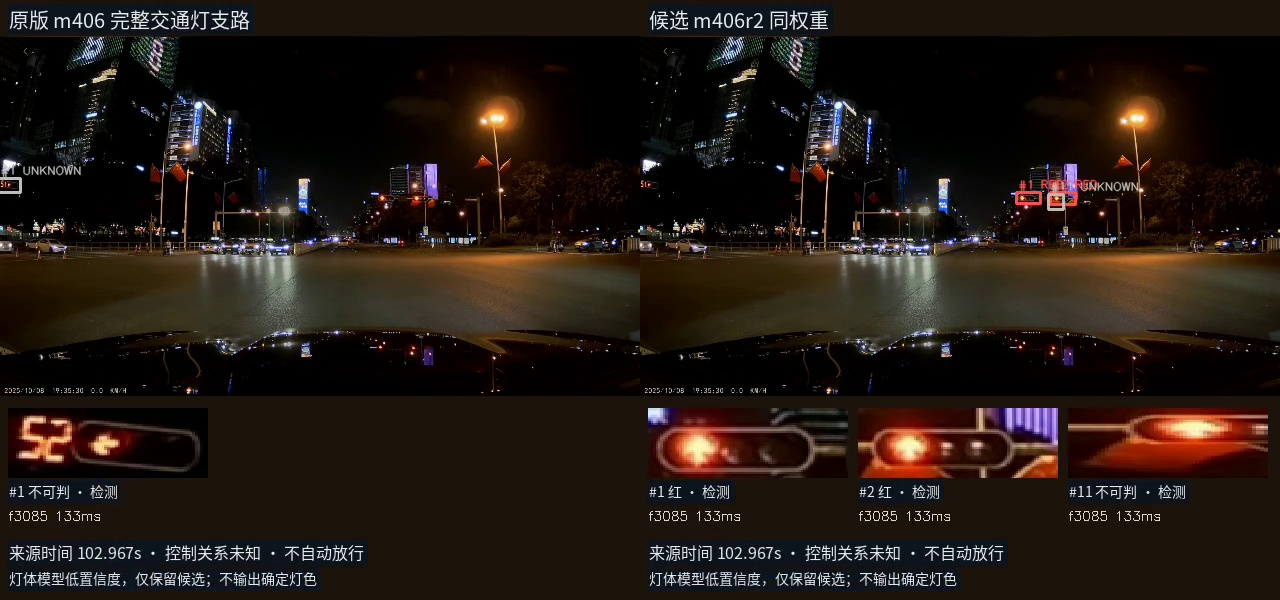 原版 m406 完整交通灯支路
候选 m406r2 同权重
#1 UNKNOWN
#1 RED
UNKNOWN
2025/10/08 19:35:30 0.0 KM/H
2025/10/08 19:35:30 0.0 KM/H
52
#1 不可判 · 检测
f3085 133ms
#1 红 · 检测
f3085 133ms
#2 红 · 检测
f3085 133ms
#11 不可判 · 检测
f3085 133ms
来源时间 102.967s · 控制关系未知 · 不自动放行
灯体模型低置信度，仅保留候选；不输出确定灯色
来源时间 102.967s · 控制关系未知 · 不自动放行
灯体模型低置信度，仅保留候选；不输出确定灯色